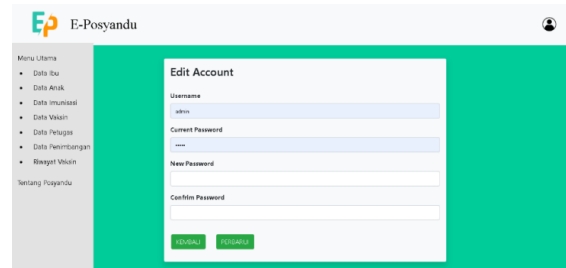 Ep E-Posyandu
Menu Utama
Data Ibu
Data Anak
Data Imunisasi
Data Vaksin
Data Petugas
Data Penimbangan
Riwayat Vaksin
Tentang Posyandu
Edit Account
Username
admin
Current Password
•••••
New Password
Confrim Password
KEMBALI PERBARUI